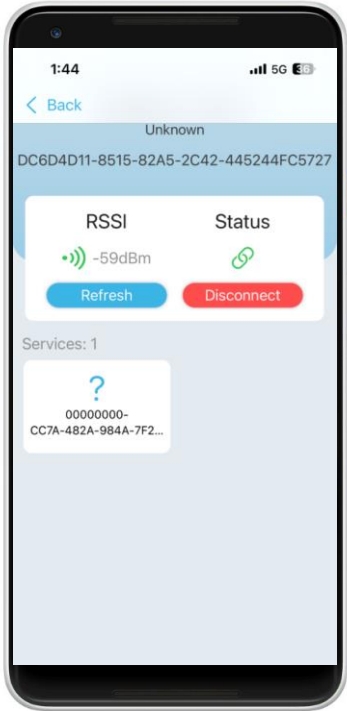 1:44
5G 36
Back
Unknown
DC6D4D11-8515-82A5-2C42-445244FC5727
RSSI
Status
-59dBm
Refresh
Disconnect
Services: 1
?
00000000-
CC7A-482A-984A-7F2...